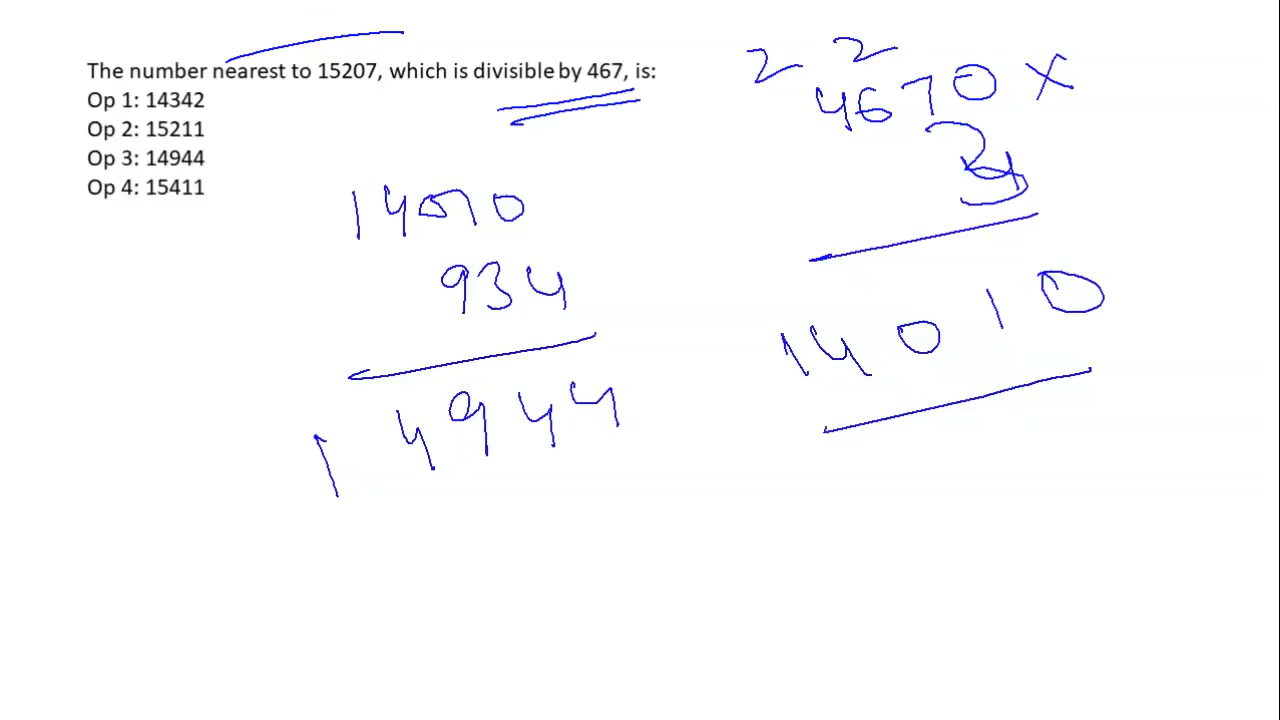 The number nearest to 15207, which is divisible by 467, is:
Op 1: 14342
Op 2: 15211
Op 3: 14944
Op 4: 15411
2 2
4670 X
3
14010
14010
934
14944